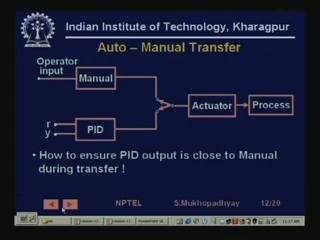 Indian Institute of Technology, Kharagpur
Auto – Manual Transfer
Operator
input
Manual
Actuator
Process
r
y
PID
• How to ensure PID output is close to Manual
during transfer !
NPTEL S.Mukhopadhyay 12/20